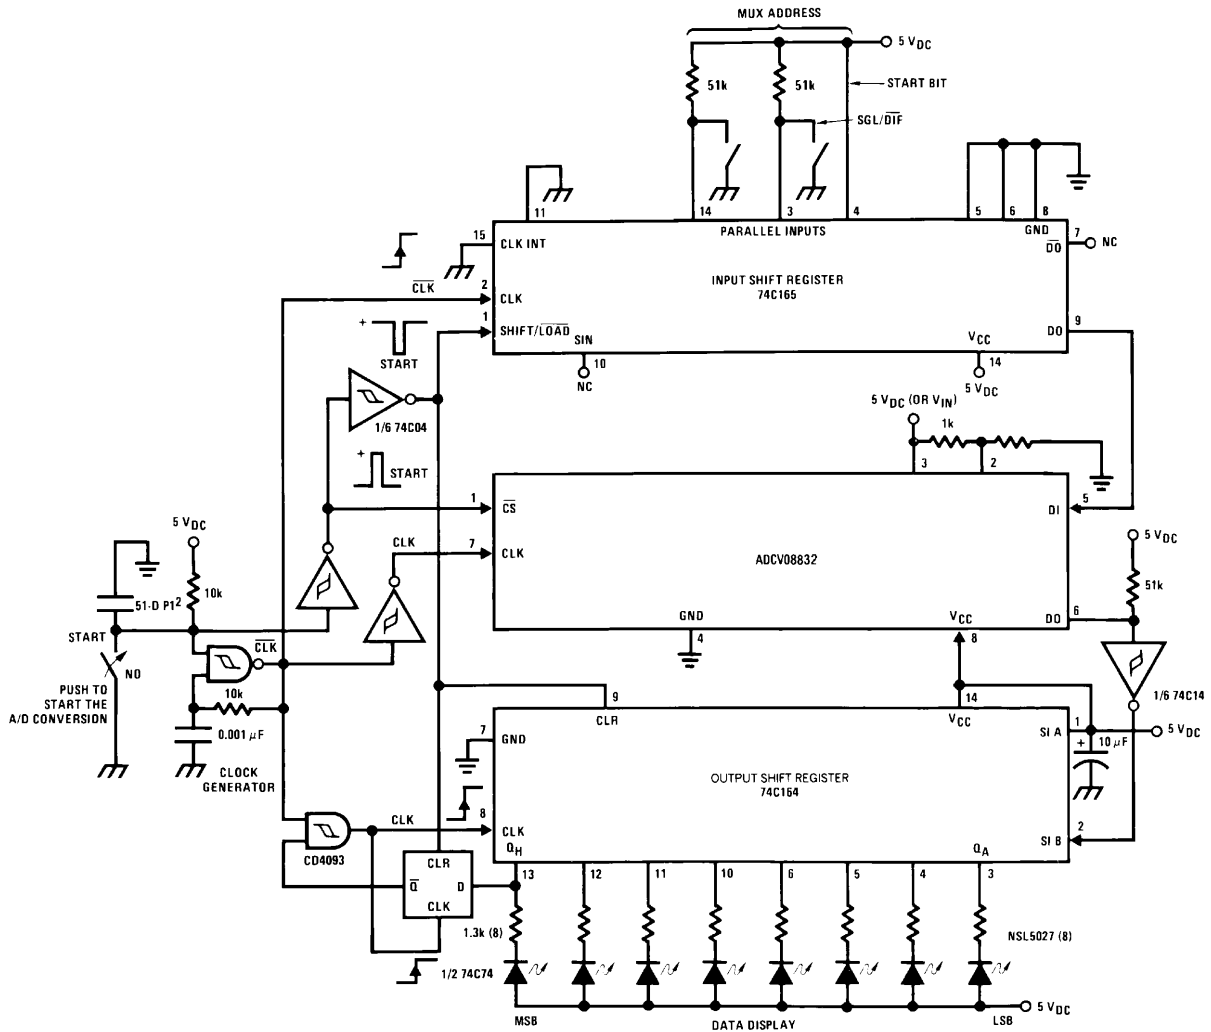 MUX ADDRESS
5 VDC
51k
51k
START BIT
SGL/DIF
11
14
3
4
5
6
8
PARALLEL INPUTS
GND
15
CLK INT
DO
7
NC
INPUT SHIFT REGISTER
74C165
CLK
2
CLK
1
SHIFT/LOAD
DO
9
+
START
SIN
10
NC
VCC
14
5 VDC
1/6 74C04
5 VDC (OR VIN)
1k
+
START
3
2
1
CS
DI
5
5 VDC
CLK
7
CLK
ADCV08832
5 VDC
51k
10k
51-D P1²
GND
4
VCC
8
DO
6
START
CLK
NO
PUSH TO
START THE
A/D CONVERSION
10k
1/6 74C14
9
CLR
14
VCC
0.001 µF
7
GND
SI A
1
5 VDC
+
10 µF
CLOCK
GENERATOR
OUTPUT SHIFT REGISTER
74C164
CLK
8
CLK
SI B
2
CD4093
QH
QA
CLR
Q
D
CLK
13
12
11
10
6
5
4
3
1.3k (8)
NSL5027 (8)
1/2 74C74
5 VDC
MSB
DATA DISPLAY
LSB